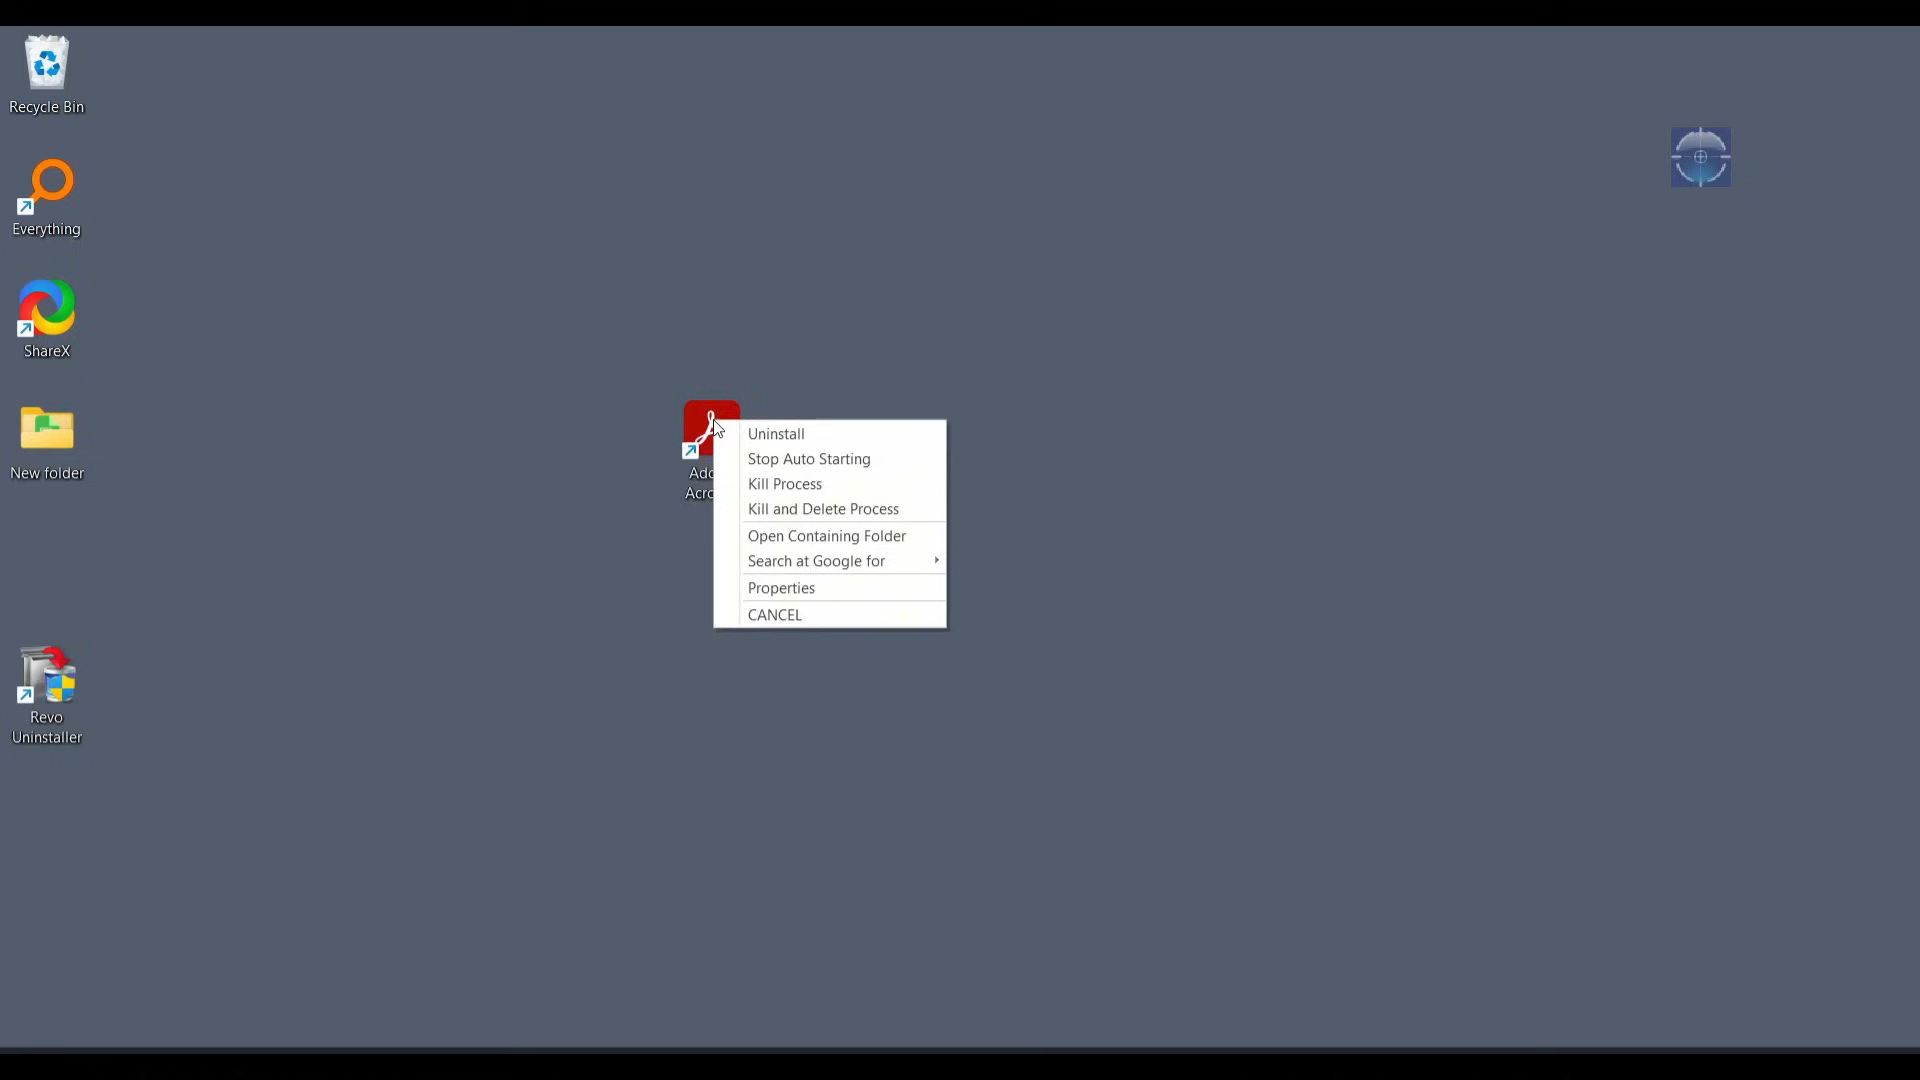 Recycle Bin
Everything
ShareX
New folder
Revo
Uninstaller
Uninstall
Stop Auto Starting
Kill Process
Kill and Delete Process
Open Containing Folder
Search at Google for
Properties
CANCEL